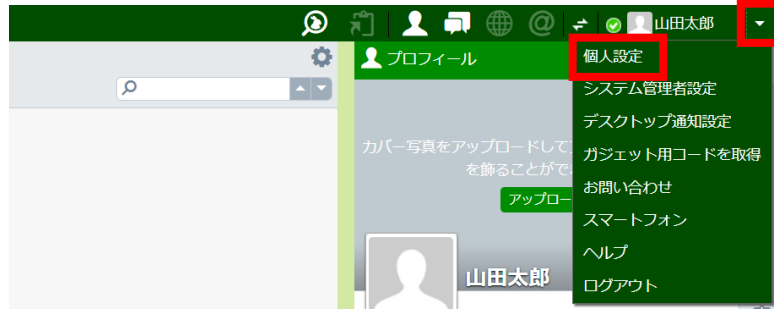 山田太郎
プロフィール
個人設定
システム管理者設定
デスクトップ通知設定
カバー写真をアップロードして
ガジェット用コードを取得
を飾ることがで
お問い合わせ
アップロー
スマートフォン
ヘルプ
山田太郎
ログアウト